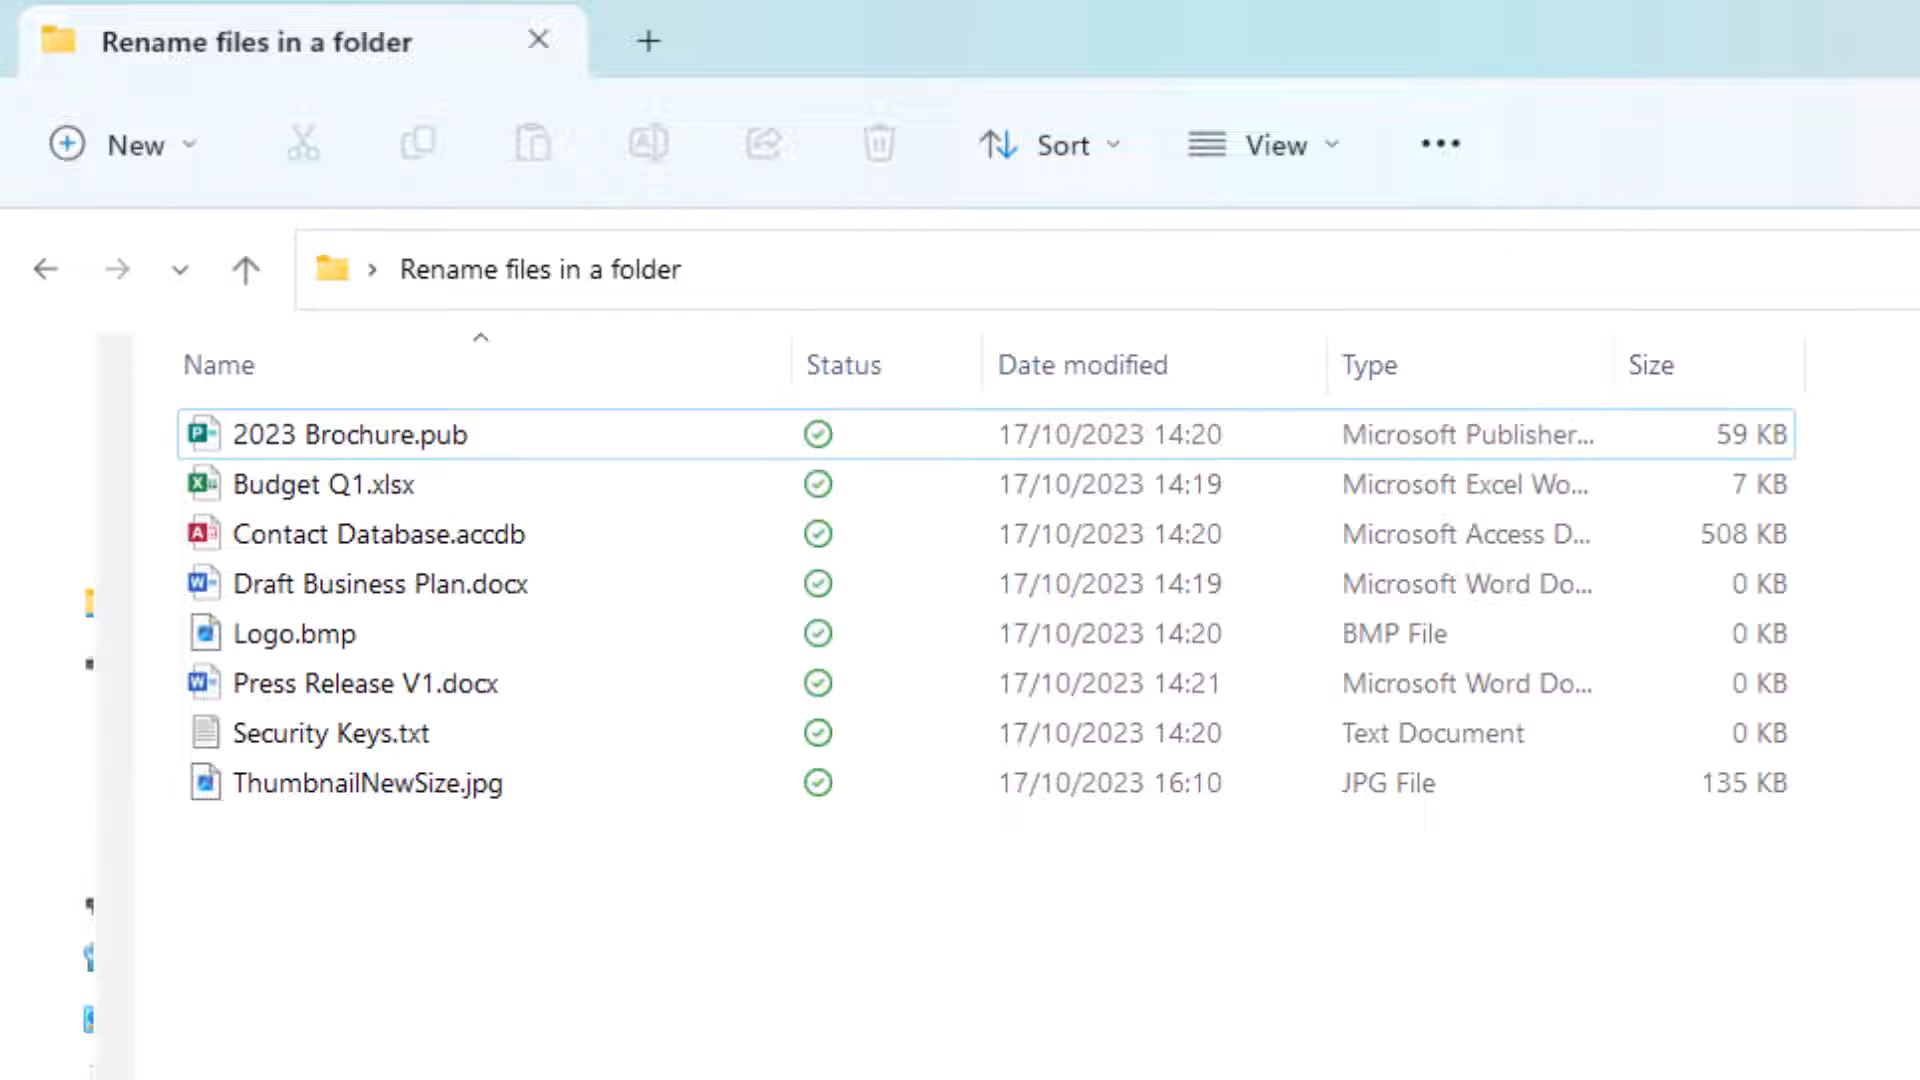 Rename files in a folder
New Sort View
Rename files in a folder
Name Status Date modified Type Size
2023 Brochure.pub 17/10/2023 14:20 Microsoft Publisher... 59 KB
Budget Q1.xlsx 17/10/2023 14:19 Microsoft Excel Wo... 7 KB
Contact Database.accdb 17/10/2023 14:20 Microsoft Access D... 508 KB
Draft Business Plan.docx 17/10/2023 14:19 Microsoft Word Do... 0 KB
Logo.bmp 17/10/2023 14:20 BMP File 0 KB
Press Release V1.docx 17/10/2023 14:21 Microsoft Word Do... 0 KB
Security Keys.txt 17/10/2023 14:20 Text Document 0 KB
ThumbnailNewSize.jpg 17/10/2023 16:10 JPG File 135 KB